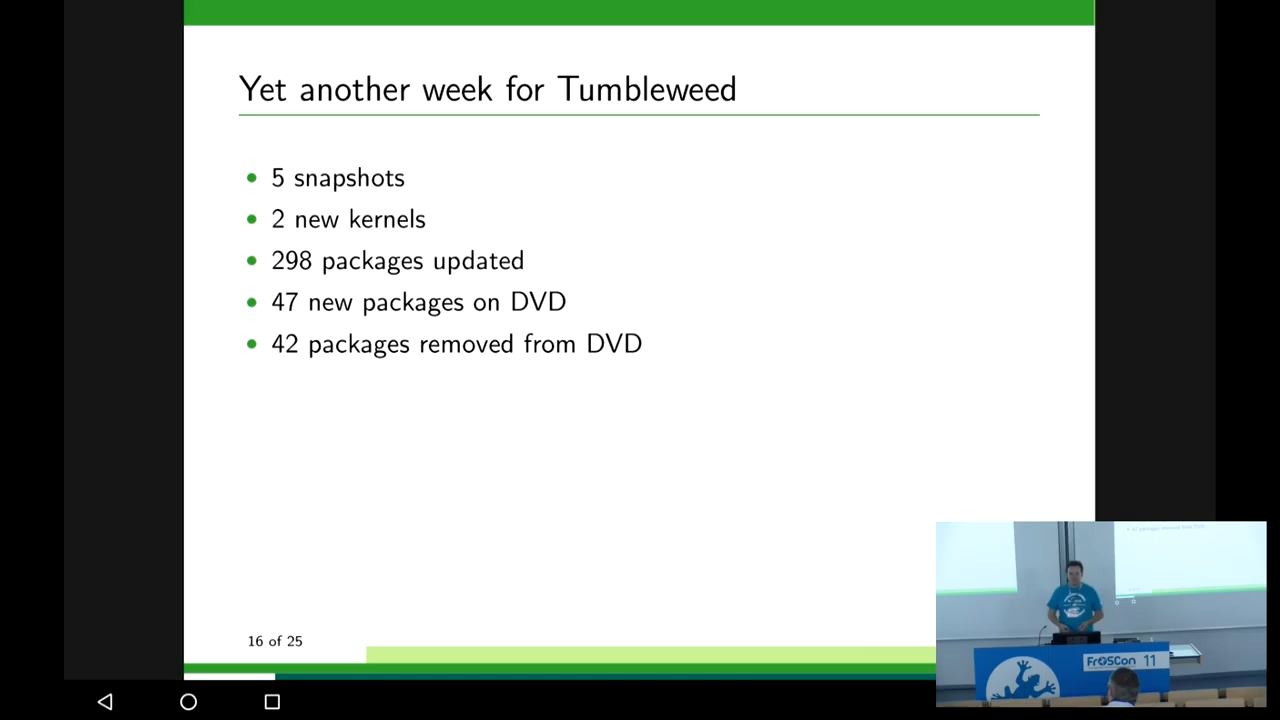 Yet another week for Tumbleweed
5 snapshots
2 new kernels
298 packages updated
47 new packages on DVD
42 packages removed from DVD
16 of 25
FrOSCon 11